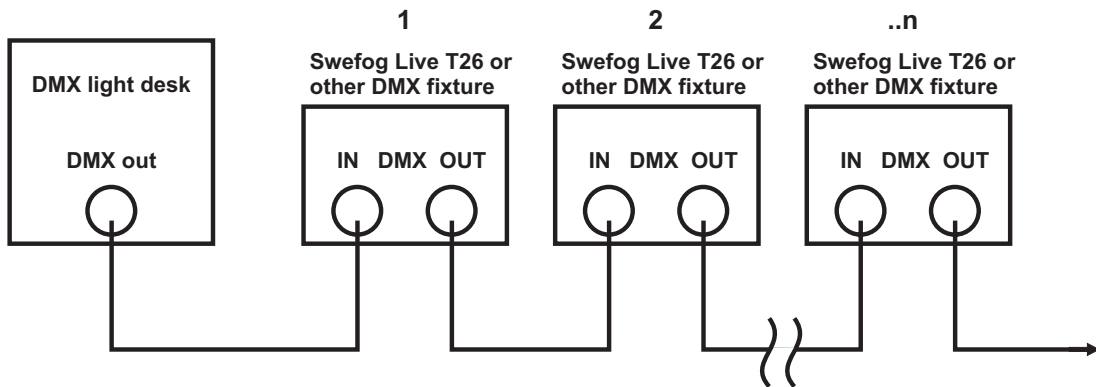 1
2
..n
Swefog Live T26 or
other DMX fixture
Swefog Live T26 or
other DMX fixture
Swefog Live T26 or
other DMX fixture
DMX light desk
DMX out
IN DMX OUT
IN DMX OUT
IN DMX OUT